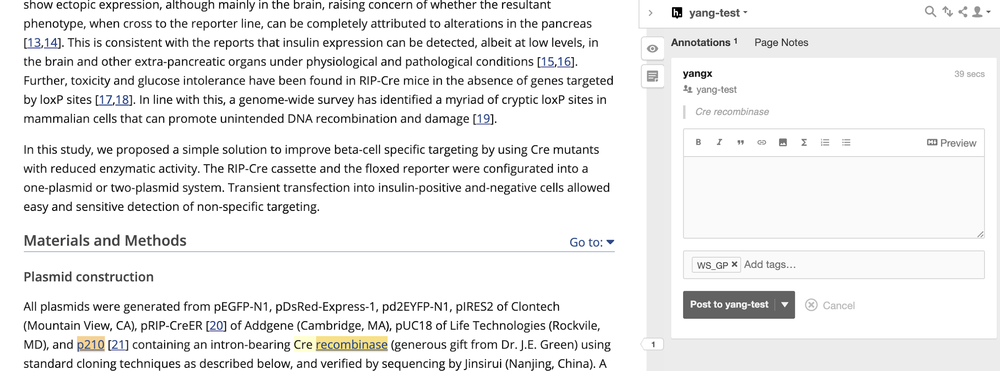 show ectopic expression, although mainly in the brain, raising concern of whether the resultant
phenotype, when cross to the reporter line, can be completely attributed to alterations in the pancreas
[13,14]. This is consistent with the reports that insulin expression can be detected, albeit at low levels, in
the brain and other extra-pancreatic organs under physiological and pathological conditions [15,16].
Further, toxicity and glucose intolerance have been found in RIP-Cre mice in the absence of genes targeted
by loxP sites [17,18]. In line with this, a genome-wide survey has identified a myriad of cryptic loxP sites in
mammalian cells that can promote unintended DNA recombination and damage [19].
In this study, we proposed a simple solution to improve beta-cell specific targeting by using Cre mutants
with reduced enzymatic activity. The RIP-Cre cassette and the floxed reporter were configurated into a
one-plasmid or two-plasmid system. Transient transfection into insulin-positive and-negative cells allowed
easy and sensitive detection of non-specific targeting.
Materials and Methods
Go to:
Plasmid construction
All plasmids were generated from pEGFP-N1, pDsRed-Express-1, pd2EYFP-N1, pIRES2 of Clontech
(Mountain View, CA), pRIP-CreER [20] of Addgene (Cambridge, MA), pUC18 of Life Technologies (Rockvile,
MD), and p210 [21] containing an intron-bearing Cre recombinase (generous gift from Dr. J.E. Green) using
standard cloning techniques as described below, and verified by sequencing by Jinsirui (Nanjing, China). A
h. yang-test
Annotations 1 Page Notes
yangx 39 secs
yang-test
Cre recombinase
B I Σ M Preview
WS_GP × Add tags...
Post to yang-test Cancel
1